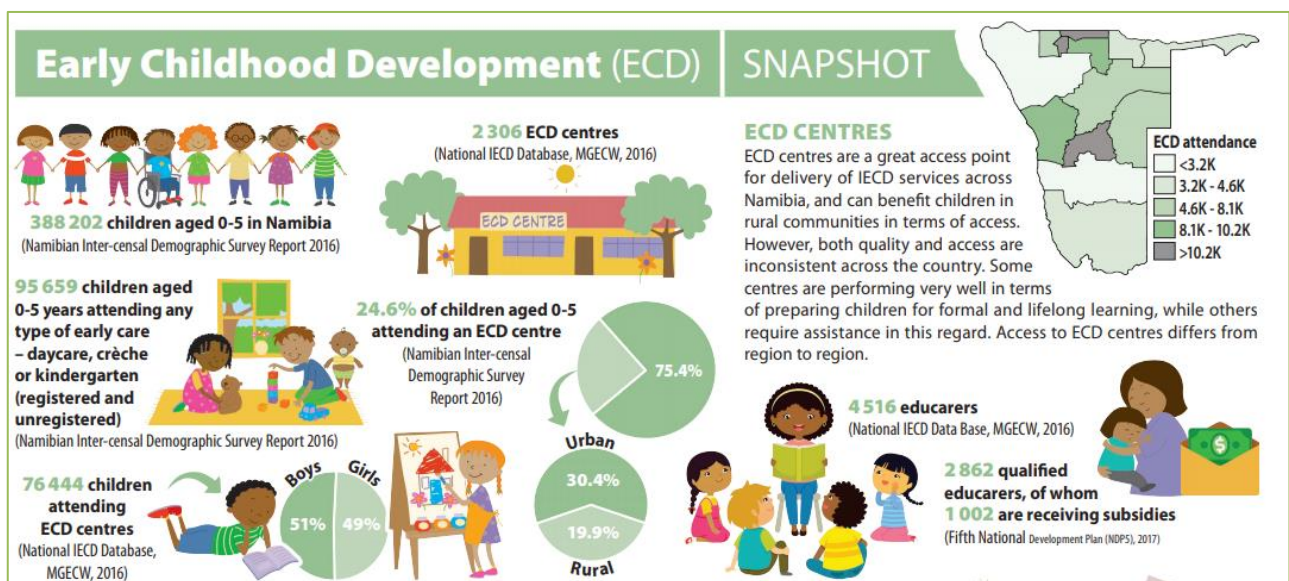 Early Childhood Development (ECD) SNAPSHOT
388 202 children aged 0-5 in Namibia
(Namibian Inter-censal Demographic Survey Report 2016)
2 306 ECD centres
(National IECD Database, MGECW, 2016)
ECD CENTRE
ECD CENTRES
ECD centres are a great access point
for delivery of IECD services across
Namibia, and can benefit children in
rural communities in terms of access.
However, both quality and access are
inconsistent across the country. Some
centres are performing very well in terms
of preparing children for formal and lifelong learning, while others
require assistance in this regard. Access to ECD centres differs from
region to region.
ECD attendance
<3.2K
3.2K - 4.6K
4.6K - 8.1K
8.1K - 10.2K
>10.2K
95 659 children aged
0-5 years attending any
type of early care
– daycare, crèche
or kindergarten
(registered and
unregistered)
(Namibian Inter-censal Demographic Survey Report 2016)
24.6% of children aged 0-5
attending an ECD centre
(Namibian Inter-censal
Demographic Survey
Report 2016)
75.4%
Urban
30.4%
19.9%
Rural
76 444 children
attending
ECD centres
(National IECD Database,
MGECW, 2016)
Boys
Girls
51%
49%
4 516 educarers
(National IECD Data Base, MGECW, 2016)
2 862 qualified
educarers, of whom
1 002 are receiving subsidies
(Fifth National Development Plan (NDP5), 2017)